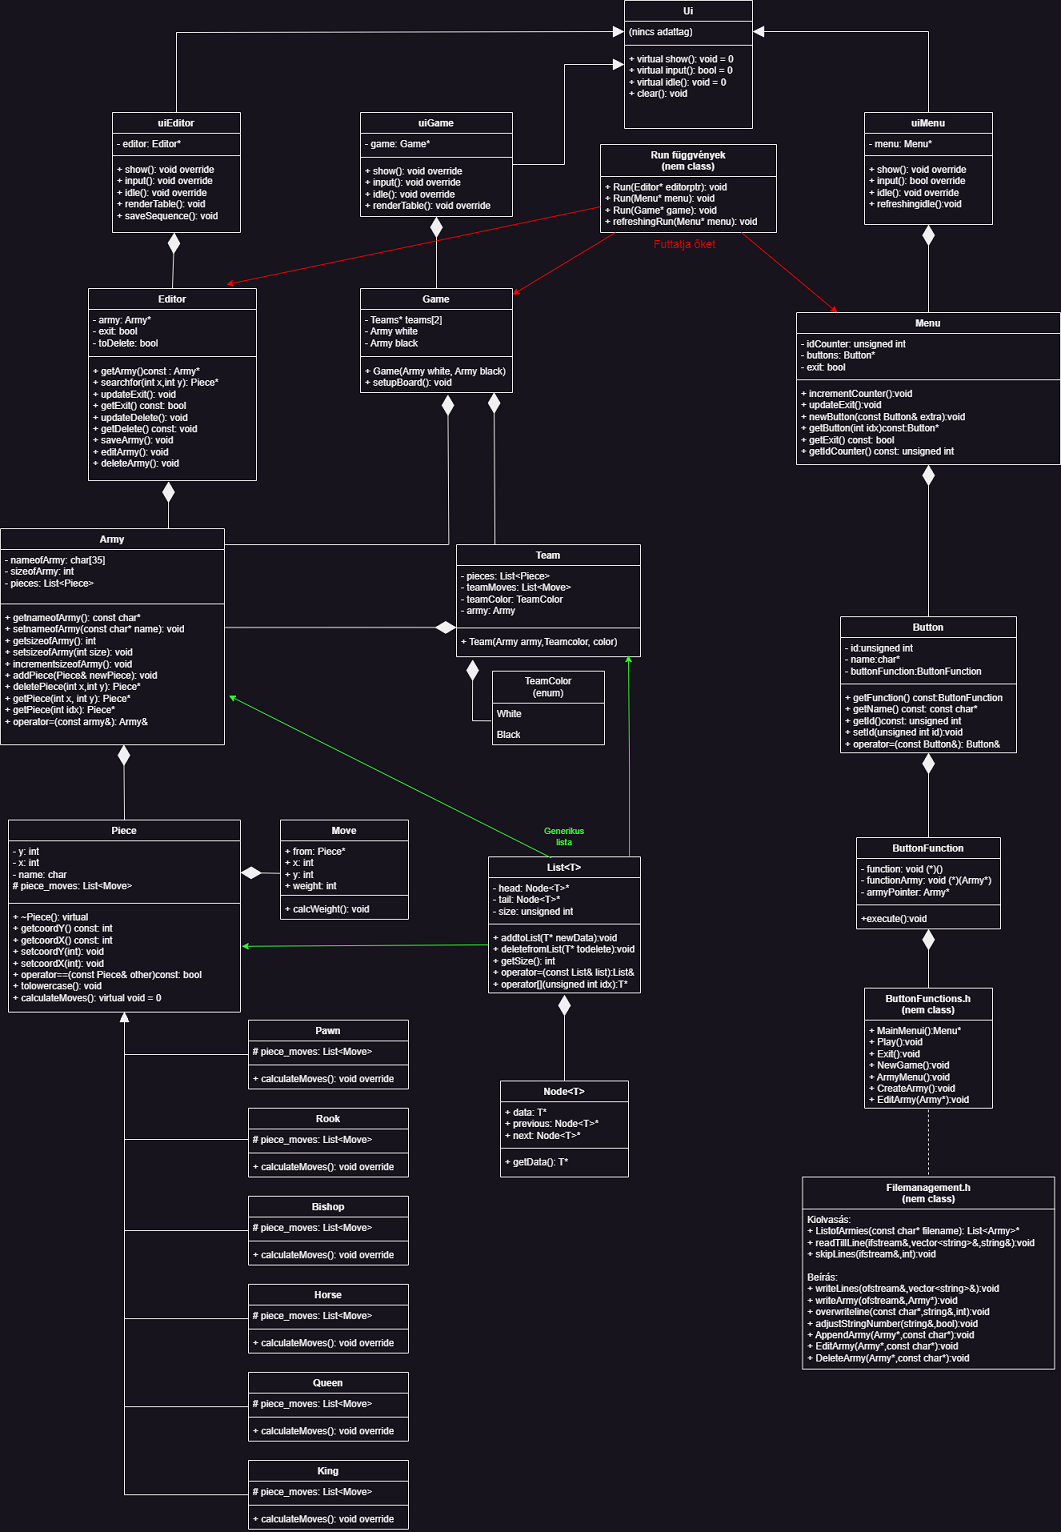 Ui
(nincs adattag)
+ virtual show(): void = 0
+ virtual input(): bool = 0
+ virtual idle(): void = 0
+ clear(): void
uiEditor
- editor: Editor*
+ show(): void override
+ input(): void override
+ idle(): void override
+ renderTable(): void
+ saveSequence(): void
uiGame
- game: Game*
+ show(): void override
+ input(): void override
+ idle(): void override
+ renderTable(): void override
Run függvények
(nem class)
+ Run(Editor* editorptr): void
+ Run(Menu* menu): void
+ Run(Game* game): void
+ refreshingRun(Menu* menu): void
uiMenu
- menu: Menu*
+ show(): void override
+ input(): bool override
+ idle(): void override
+ refreshingidle():void
Futtatja őket
Editor
- army: Army*
- exit: bool
- toDelete: bool
+ getArmy()const : Army*
+ searchfor(int x,int y): Piece*
+ updateExit(): void
+ getExit() const: bool
+ updateDelete(): void
+ getDelete() const: void
+ saveArmy(): void
+ editArmy(): void
+ deleteArmy(): void
Game
- Teams* teams[2]
- Army white
- Army black
+ Game(Army white, Army black)
+ setupBoard(): void
Menu
- idCounter: unsigned int
- buttons: Button*
- exit: bool
+ incrementCounter():void
+ updateExit():void
+ newButton(const Button& extra):void
+ getButton(int idx)const:Button*
+ getExit() const: bool
+ getIdCounter() const: unsigned int
Army
- nameofArmy: char[35]
- sizeofArmy: int
- pieces: List<Piece>
+ getnameofArmy(): const char*
+ setnameofArmy(const char* name): void
+ getsizeofArmy(): int
+ setsizeofArmy(int size): void
+ incrementsizeofArmy(): void
+ addPiece(Piece& newPiece): void
+ deletePiece(int x,int y): Piece*
+ getPiece(int x, int y): Piece*
+ getPiece(int idx): Piece*
+ operator=(const army&): Army&
Team
- pieces: List<Piece>
- teamMoves: List<Move>
- teamColor: TeamColor
- army: Army
+ Team(Army army,Teamcolor, color)
TeamColor
(enum)
White
Black
Button
- id:unsigned int
- name:char*
- buttonFunction:ButtonFunction
+ getFunction() const:ButtonFunction
+ getName() const: const char*
+ getId()const: unsigned int
+ setId(unsigned int id):void
+ operator=(const Button&): Button&
Piece
- y: int
- x: int
- name: char
# piece_moves: List<Move>
+ ~Piece(): virtual
+ getcoordY() const: int
+ getcoordX() const: int
+ setcoordY(int): void
+ setcoordX(int): void
+ operator==(const Piece& other)const: bool
+ tolowercase(): void
+ calculateMoves(): virtual void = 0
Move
+ from: Piece*
+ x: int
+ y: int
+ weight: int
+ calcWeight(): void
Generikus
lista
List<T>
- head: Node<T>*
- tail: Node<T>*
- size: unsigned int
+ addtoList(T* newData):void
+ deletefromList(T* todelete):void
+ getSize(): int
+ operator=(const List& list):List&
+ operator[](unsigned int idx):T*
ButtonFunction
- function: void (*)()
- functionArmy: void (*)(Army*)
- armyPointer: Army*
+execute():void
ButtonFunctions.h
(nem class)
+ MainMenui():Menu*
+ Play():void
+ Exit():void
+ NewGame():void
+ ArmyMenu():void
+ CreateArmy():void
+ EditArmy(Army*):void
Node<T>
+ data: T*
+ previous: Node<T>*
+ next: Node<T>*
+ getData(): T*
Pawn
# piece_moves: List<Move>
+ calculateMoves(): void override
Rook
# piece_moves: List<Move>
+ calculateMoves(): void override
Bishop
# piece_moves: List<Move>
+ calculateMoves(): void override
Horse
# piece_moves: List<Move>
+ calculateMoves(): void override
Queen
# piece_moves: List<Move>
+ calculateMoves(): void override
King
# piece_moves: List<Move>
+ calculateMoves(): void override
Filemanagement.h
(nem class)
Kiolvasás:
+ ListofArmies(const char* filename): List<Army>*
+ readTillLine(ifstream&,vector<string>&,string&):void
+ skipLines(ifstream&,int):void
Beírás:
+ writeLines(ofstream&,vector<string>&):void
+ writeArmy(ofstream&,Army*):void
+ overwriteline(const char*,string&,int):void
+ adjustStringNumber(string&,bool):void
+ AppendArmy(Army*,const char*):void
+ EditArmy(Army*,const char*):void
+ DeleteArmy(Army*,const char*):void